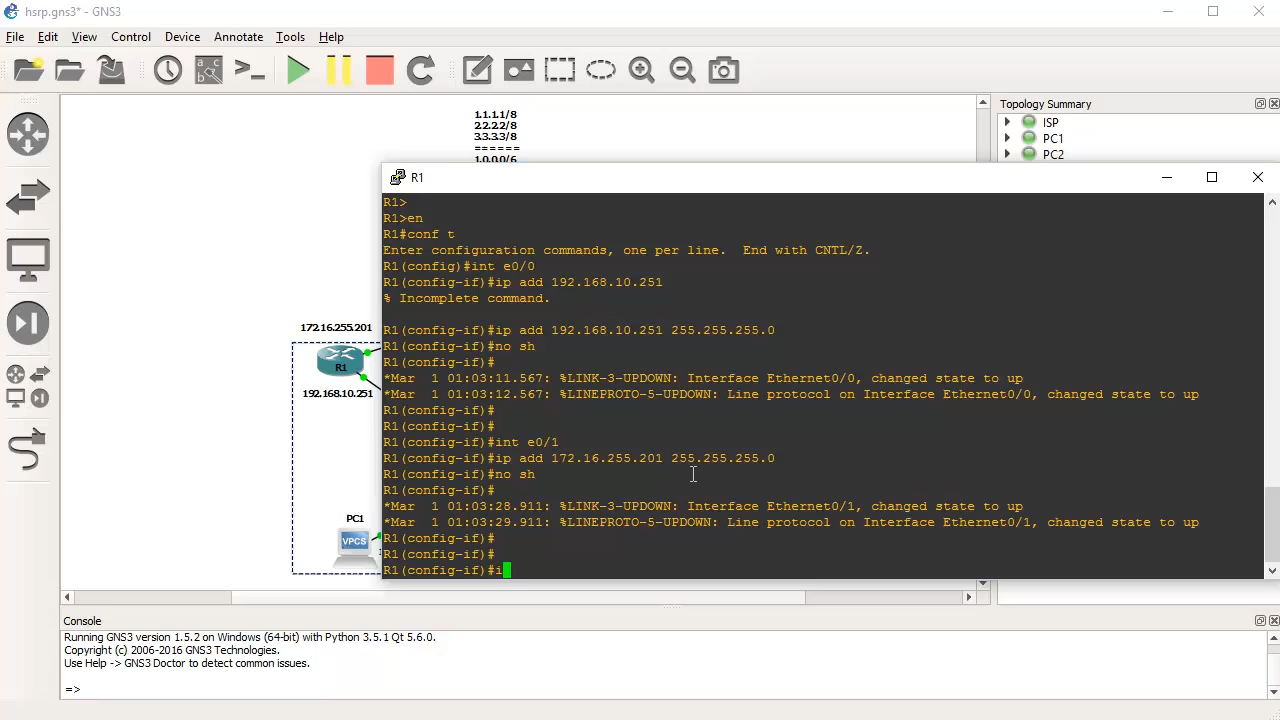 hsrp.gns3* - GNS3
File Edit View Control Device Annotate Tools Help
1.1.1.1/8
2.2.2.2/8
3.3.3.3/8
======
1.0.0.0/6
Topology Summary
ISP
PC1
PC2
R1
R1>
R1>en
R1#conf t
Enter configuration commands, one per line.  End with CNTL/Z.
R1(config)#int e0/0
R1(config-if)#ip add 192.168.10.251
% Incomplete command.
R1(config-if)#ip add 192.168.10.251 255.255.255.0
R1(config-if)#no sh
R1(config-if)#
*Mar  1 01:03:11.567: %LINK-3-UPDOWN: Interface Ethernet0/0, changed state to up
*Mar  1 01:03:12.567: %LINEPROTO-5-UPDOWN: Line protocol on Interface Ethernet0/0, changed state to up
R1(config-if)#
R1(config-if)#
R1(config-if)#int e0/1
R1(config-if)#ip add 172.16.255.201 255.255.255.0
R1(config-if)#no sh
R1(config-if)#
*Mar  1 01:03:28.911: %LINK-3-UPDOWN: Interface Ethernet0/1, changed state to up
*Mar  1 01:03:29.911: %LINEPROTO-5-UPDOWN: Line protocol on Interface Ethernet0/1, changed state to up
R1(config-if)#
R1(config-if)#
R1(config-if)#i
172.16.255.201
R1
192.168.10.251
PC1
VPCS
Console
Running GNS3 version 1.5.2 on Windows (64-bit) with Python 3.5.1 Qt 5.6.0.
Copyright (c) 2006-2016 GNS3 Technologies.
Use Help -> GNS3 Doctor to detect common issues.
=>